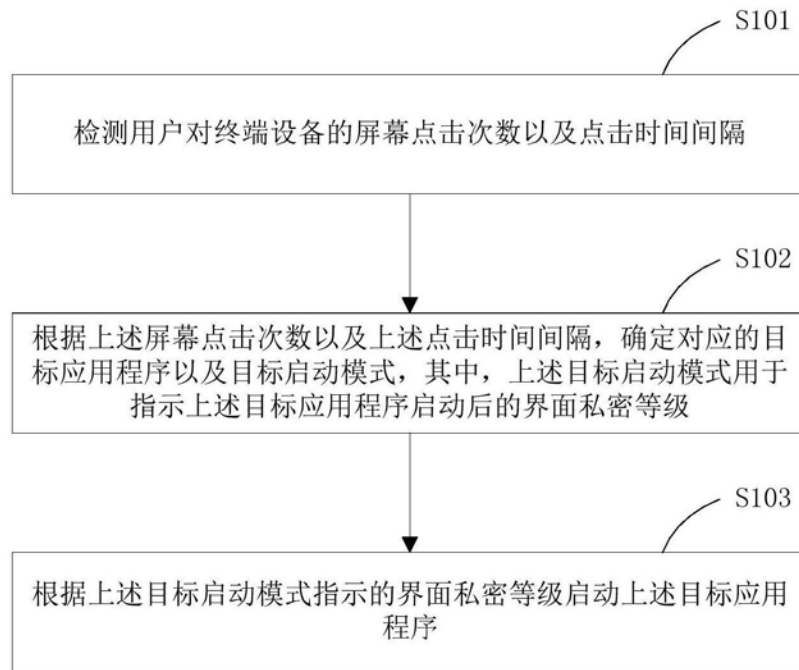 S101
检测用户对终端设备的屏幕点击次数以及点击时间间隔
S102
根据上述屏幕点击次数以及上述点击时间间隔，确定对应的目
标应用程序以及目标启动模式，其中，上述目标启动模式用于
指示上述目标应用程序启动后的界面私密等级
S103
根据上述目标启动模式指示的界面私密等级启动上述目标应用
程序